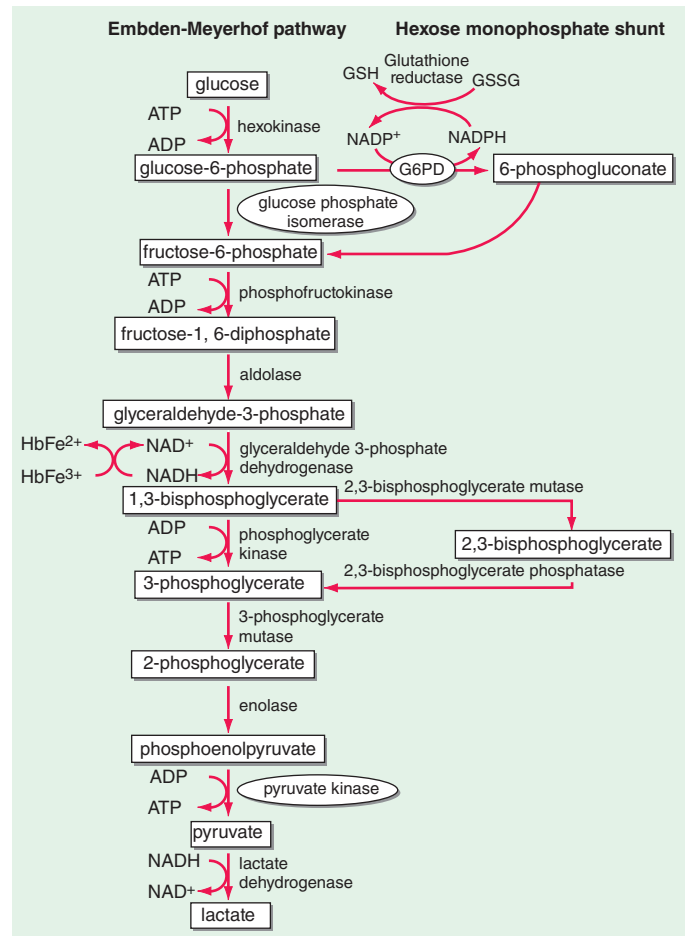 Embden-Meyerhof pathway
Hexose monophosphate shunt
glucose
GSH
Glutathione
reductase
GSSG
ATP
ADP
hexokinase
NADP+
NADPH
glucose-6-phosphate
G6PD
6-phosphogluconate
glucose phosphate
isomerase
fructose-6-phosphate
ATP
ADP
phosphofructokinase
fructose-1, 6-diphosphate
aldolase
glyceraldehyde-3-phosphate
HbFe2+
HbFe3+
NAD+
NADH
glyceraldehyde 3-phosphate
dehydrogenase
1,3-bisphosphoglycerate
2,3-bisphosphoglycerate mutase
ADP
ATP
phosphoglycerate
kinase
2,3-bisphosphoglycerate
3-phosphoglycerate
2,3-bisphosphoglycerate phosphatase
3-phosphoglycerate
mutase
2-phosphoglycerate
enolase
phosphoenolpyruvate
ADP
ATP
pyruvate kinase
pyruvate
NADH
NAD+
lactate
dehydrogenase
lactate